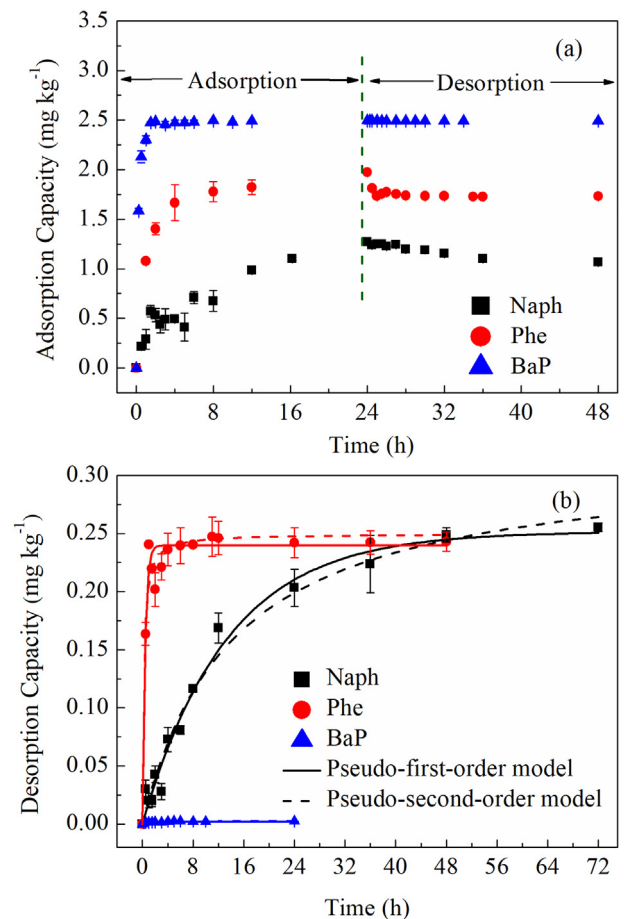 (a)
Adsorption
Desorption
Adsorption Capacity (mg kg⁻¹)
3.5
3.0
2.5
2.0
1.5
1.0
0.5
0.0
Naph
Phe
BaP
0 8 16 24 32 40 48
Time (h)
(b)
Desorption Capacity (mg kg⁻¹)
0.30
0.25
0.20
0.15
0.10
0.05
0.00
Naph
Phe
BaP
Pseudo-first-order model
Pseudo-second-order model
0 8 16 24 32 40 48 56 64 72
Time (h)